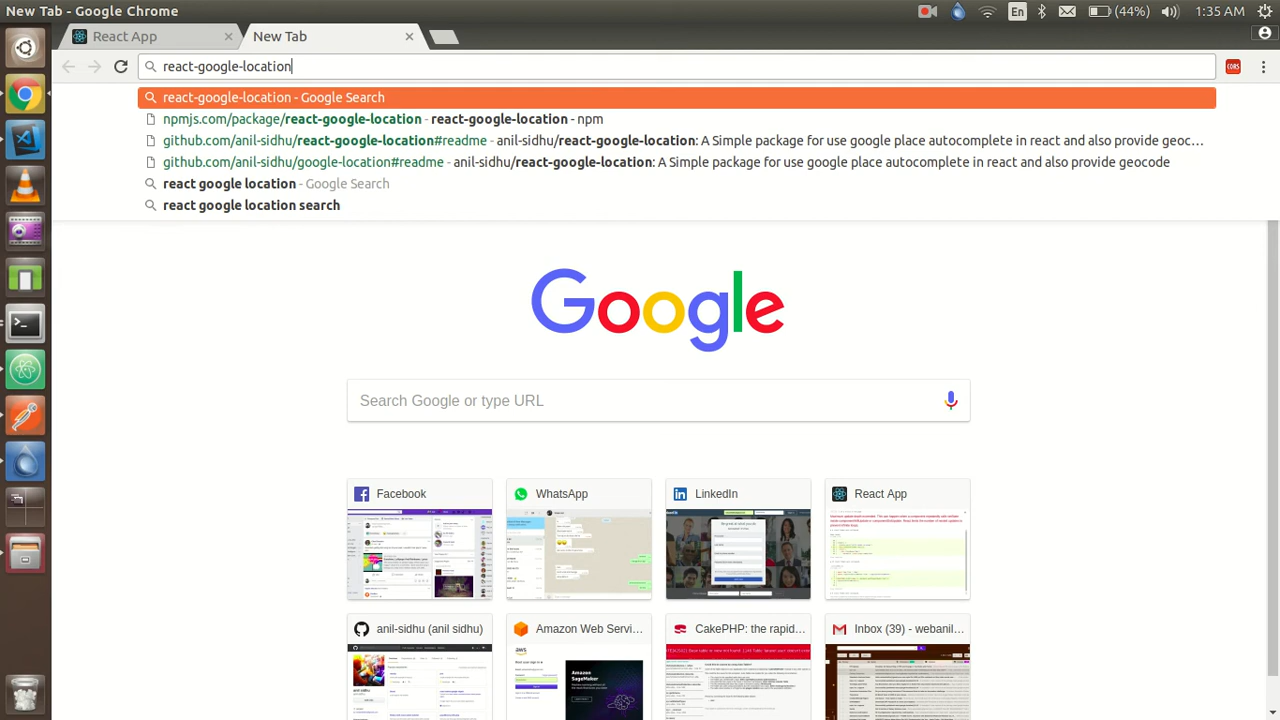 New Tab - Google Chrome
En
(44%)
1:35 AM
React App
New Tab
react-google-location
CORS
react-google-location - Google Search
npmjs.com/package/react-google-location - react-google-location - npm
github.com/anil-sidhu/react-google-location#readme - anil-sidhu/react-google-location: A Simple package for use google place autocomplete in react and also provide geoc…
github.com/anil-sidhu/google-location#readme - anil-sidhu/react-google-location: A Simple package for use google place autocomplete in react and also provide geocode
react google location - Google Search
react google location search
Google
Search Google or type URL
Facebook
WhatsApp
LinkedIn
React App
anil-sidhu (anil sidhu)
Amazon Web Servi…
CakePHP: the rapid…
Inbox (39) - webanil…
aws
Amazon
SageMaker